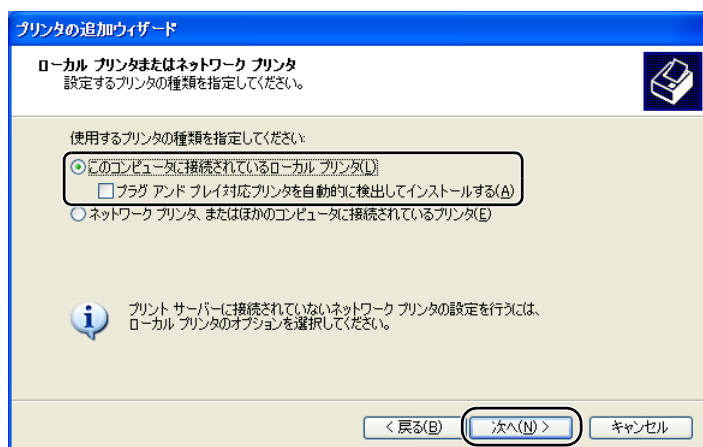 プリンタの追加ウィザード
ローカル プリンタまたはネットワーク プリンタ
設定するプリンタの種類を指定してください。
使用するプリンタの種類を指定してください:
このコンピュータに接続されているローカル プリンタ(L)
プラグ アンド プレイ対応プリンタを自動的に検出してインストールする(A)
ネットワーク プリンタ、またはほかのコンピュータに接続されているプリンタ(E)
プリント サーバーに接続されていないネットワーク プリンタの設定を行うには、
ローカル プリンタのオプションを選択してください。
< 戻る(B) 次へ(N) > キャンセル